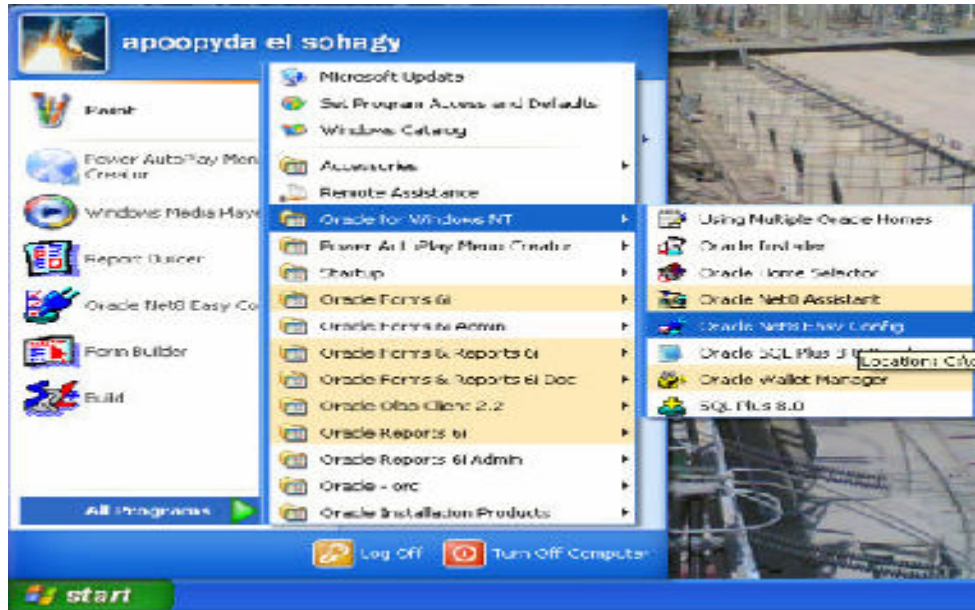 apoopyda el sohagy
Paint
Power AutoPlay Menu
Creator
Windows Media Playe
Report Builder
Oracle Net8 Easy Co
Form Builder
Build
All Programs
Microsoft Update
Set Program Access and Defaults
Windows Catalog
Accessories
Remote Assistance
Oracle for Windows NT
Power AutoPlay Menu Creator
Startup
Oracle Forms 6i
Oracle Forms 6i Admin
Oracle Forms & Reports 6i
Oracle Forms & Reports 6i Doc
Oracle Olap Client 2.2
Oracle Reports 6i
Oracle Reports 6i Admin
Oracle - orc
Oracle Installation Products
Using Multiple Oracle Homes
Oracle Installer
Oracle Home Selector
Oracle Net8 Assistant
Oracle Net8 Easy Config
Oracle SQL Plus
Location:
Oracle Wallet Manager
SQL Plus 8.0
Log Off
Turn Off Computer
start